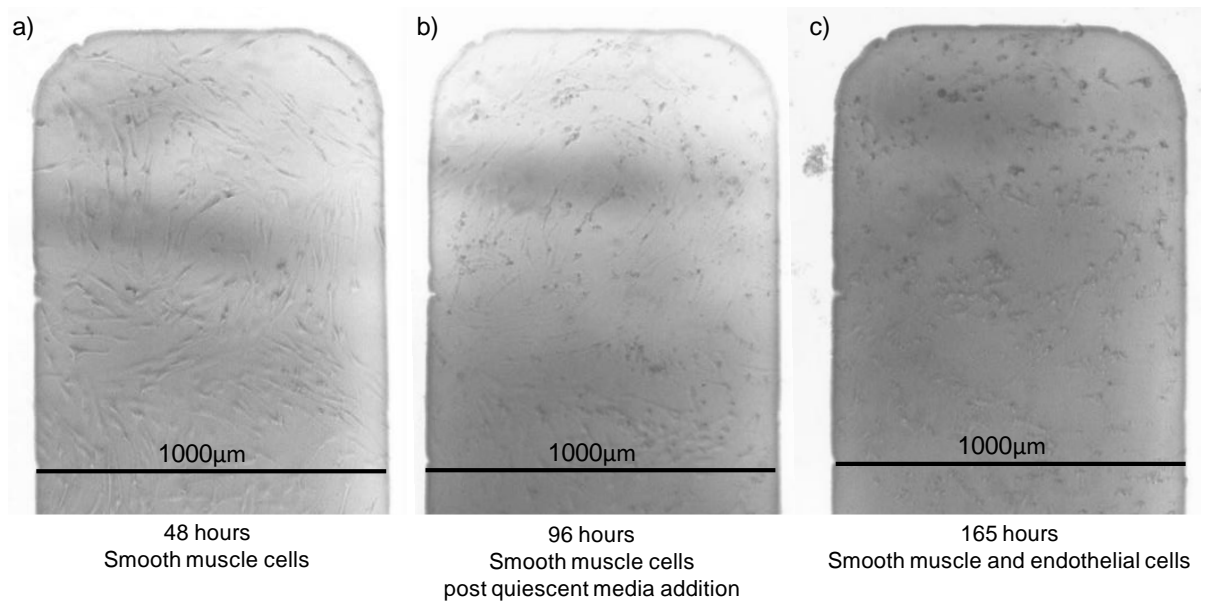 a)
b)
c)
1000µm
1000µm
1000µm
48 hours
Smooth muscle cells
96 hours
Smooth muscle cells
post quiescent media addition
165 hours
Smooth muscle and endothelial cells